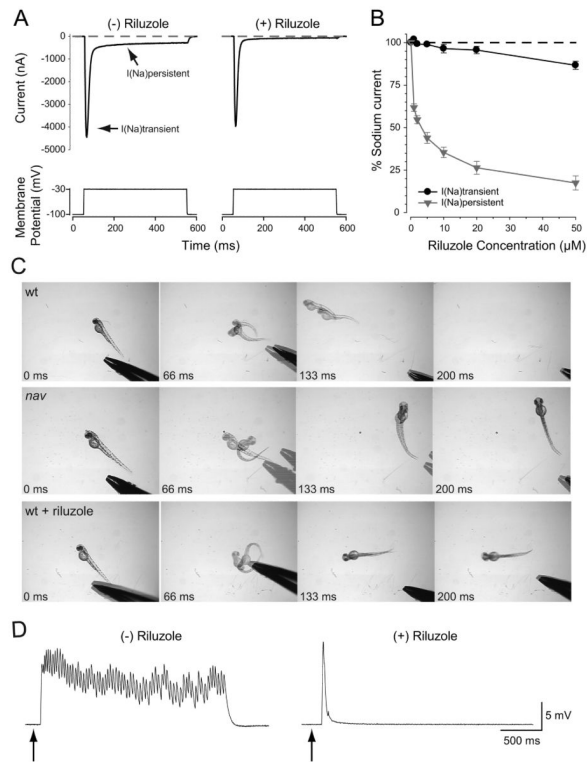 A
(-) Riluzole
(+) Riluzole
Current (nA)
0
-1000
-2000
-3000
-4000
-5000
I(Na)persistent
I(Na)transient
Membrane Potential (mV)
-30
-100
0 200 400 600
0 200 400 600
Time (ms)
B
% Sodium current
100
75
50
25
0
I(Na)transient
I(Na)persistent
0 10 20 30 40 50
Riluzole Concentration (µM)
C
wt
0 ms
66 ms
133 ms
200 ms
nav
0 ms
66 ms
133 ms
200 ms
wt + riluzole
0 ms
66 ms
133 ms
200 ms
D
(-) Riluzole
(+) Riluzole
5 mV
500 ms